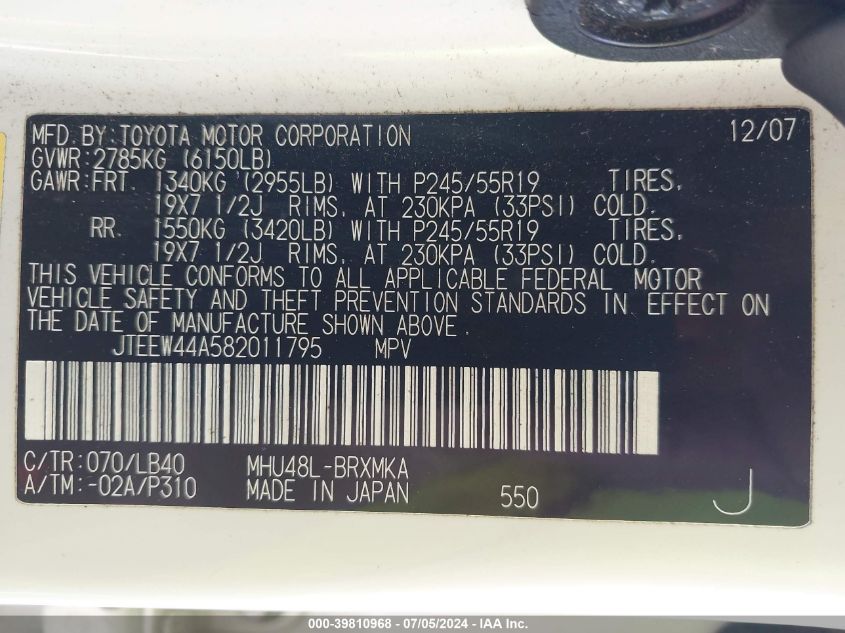 MFD. BY: TOYOTA MOTOR CORPORATION 12/07
GVWR: 2785KG (6150LB)
GAWR: FRT. 1340KG (2955LB) WITH P245/55R19 TIRES,
19X7 1/2J RIMS, AT 230KPA (33PSI) COLD.
RR. 1550KG (3420LB) WITH P245/55R19 TIRES,
19X7 1/2J RIMS, AT 230KPA (33PSI) COLD.
THIS VEHICLE CONFORMS TO ALL APPLICABLE FEDERAL MOTOR
VEHICLE SAFETY AND THEFT PREVENTION STANDARDS IN EFFECT ON
THE DATE OF MANUFACTURE SHOWN ABOVE.
JTEEW44A582011795 MPV
C/TR: 070/LB40 MHU48L-BRXMKA
A/TM: -02A/P310 MADE IN JAPAN 550 J
000-39810968 - 07/05/2024 - IAA Inc.